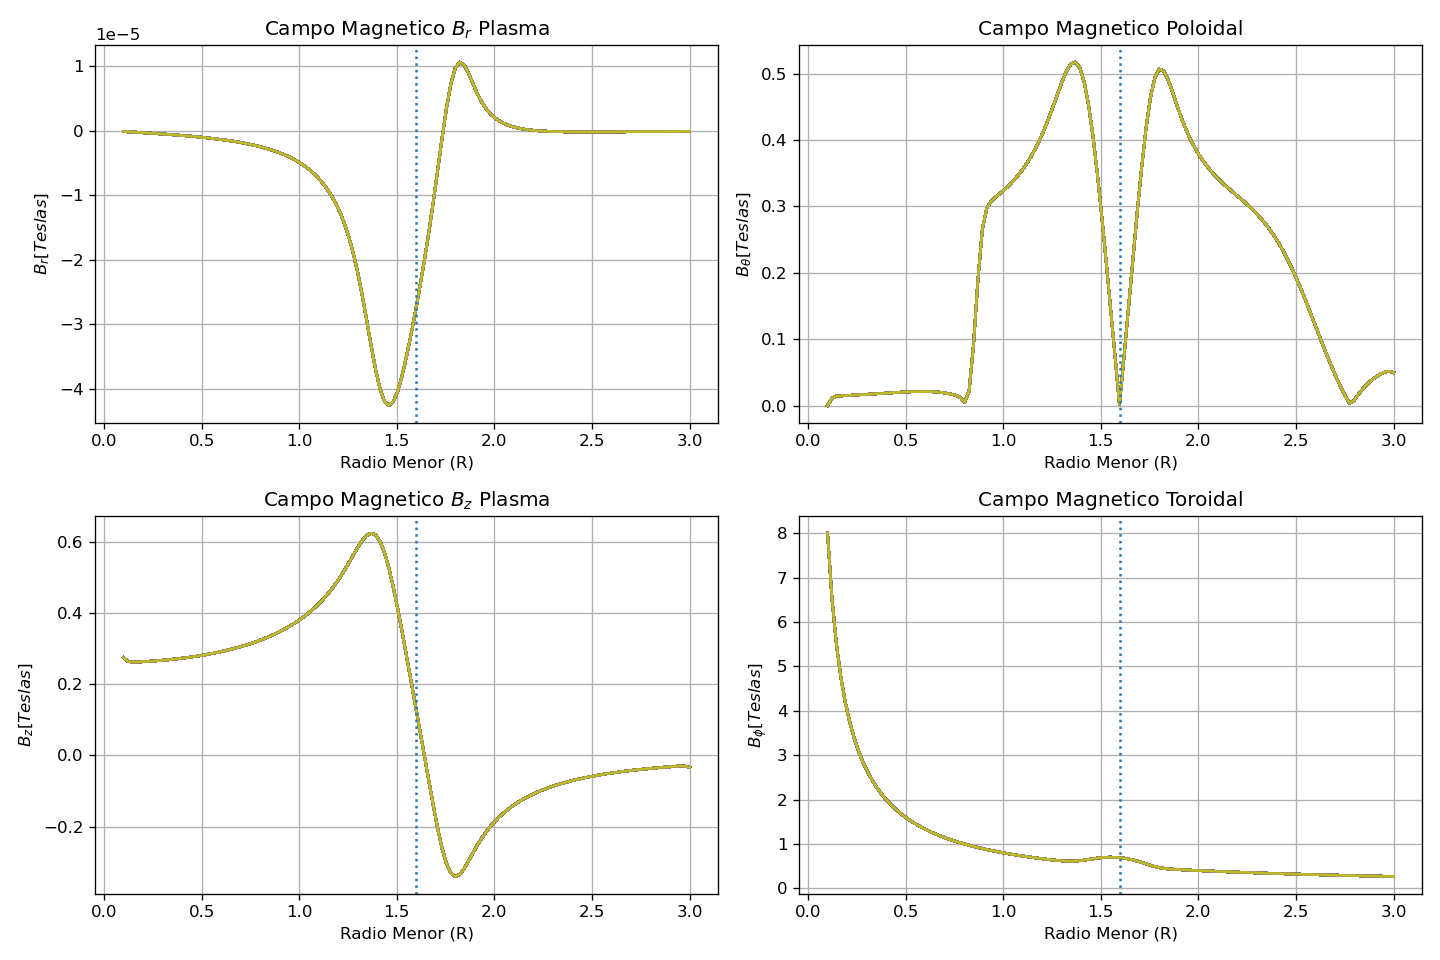 Campo Magnetico $B_r$ Plasma
1e−5
1
0
−1
−2
−3
−4
$B_r[Teslas]$
0.0 0.5 1.0 1.5 2.0 2.5 3.0
Radio Menor (R)
Campo Magnetico Poloidal
0.5
0.4
0.3
0.2
0.1
0.0
$B_θ[Teslas]$
0.0 0.5 1.0 1.5 2.0 2.5 3.0
Radio Menor (R)
Campo Magnetico $B_z$ Plasma
0.6
0.4
0.2
0.0
−0.2
$B_z[Teslas]$
0.0 0.5 1.0 1.5 2.0 2.5 3.0
Radio Menor (R)
Campo Magnetico Toroidal
8
7
6
5
4
3
2
1
0
$B_ϕ[Teslas]$
0.0 0.5 1.0 1.5 2.0 2.5 3.0
Radio Menor (R)